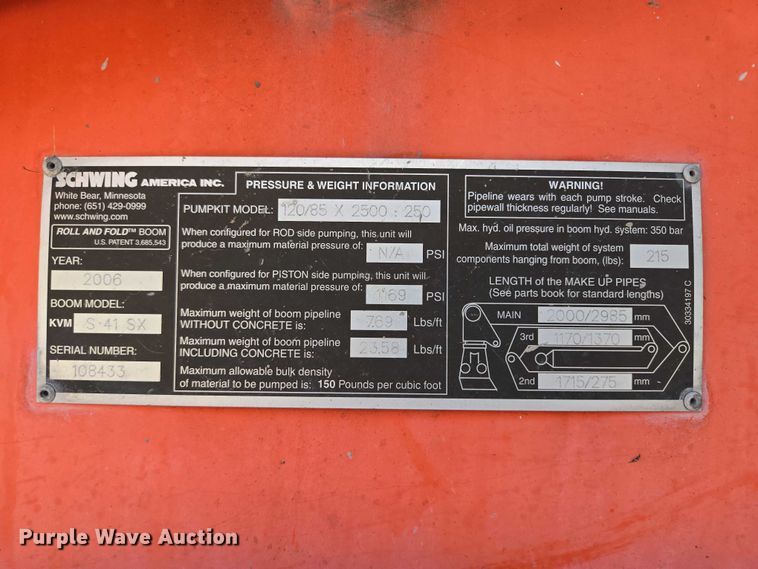 SCHWING AMERICA INC.
White Bear, Minnesota
phone: (651) 429-0999
www.schwing.com
ROLL AND FOLD™ BOOM
U.S. PATENT 3,685,543
YEAR:
2006
BOOM MODEL:
KVM S-41 SX
SERIAL NUMBER:
108433
PRESSURE & WEIGHT INFORMATION
PUMPKIT MODEL: 120/85 X 2500 : 250
When configured for ROD side pumping, this unit will
produce a maximum material pressure of: N/A PSI
When configured for PISTON side pumping, this unit will
produce a maximum material pressure of: 1169 PSI
Maximum weight of boom pipeline
WITHOUT CONCRETE is: 7.69 Lbs/ft
Maximum weight of boom pipeline
INCLUDING CONCRETE is: 23.58 Lbs/ft
Maximum allowable bulk density
of material to be pumped is: 150 Pounds per cubic foot
WARNING!
Pipeline wears with each pump stroke. Check
pipewall thickness regularly! See manuals.
Max. hyd. oil pressure in boom hyd. system: 350 bar
Maximum total weight of system
components hanging from boom, (lbs): 215
LENGTH of the MAKE UP PIPES
(See parts book for standard lengths)
MAIN 2000/2985 mm
3rd 1170/1370 mm
2nd 1715/275 mm
30334197 C
Purple Wave Auction